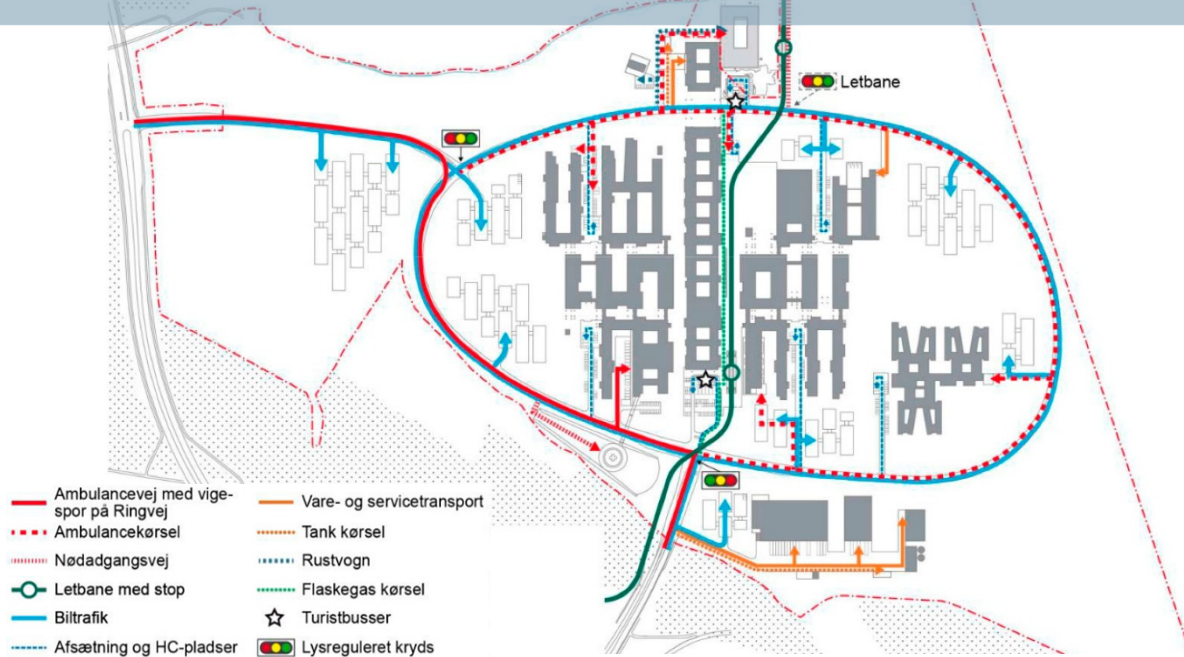 Letbane
Ambulancevej med vige-
spor på Ringvej
Ambulancekørsel
Nødadgangsvej
Letbane med stop
Biltrafik
Afsætning og HC-pladser
Vare- og servicetransport
Tank kørsel
Rustvogn
Flaskegas kørsel
Turistbusser
Lysreguleret kryds